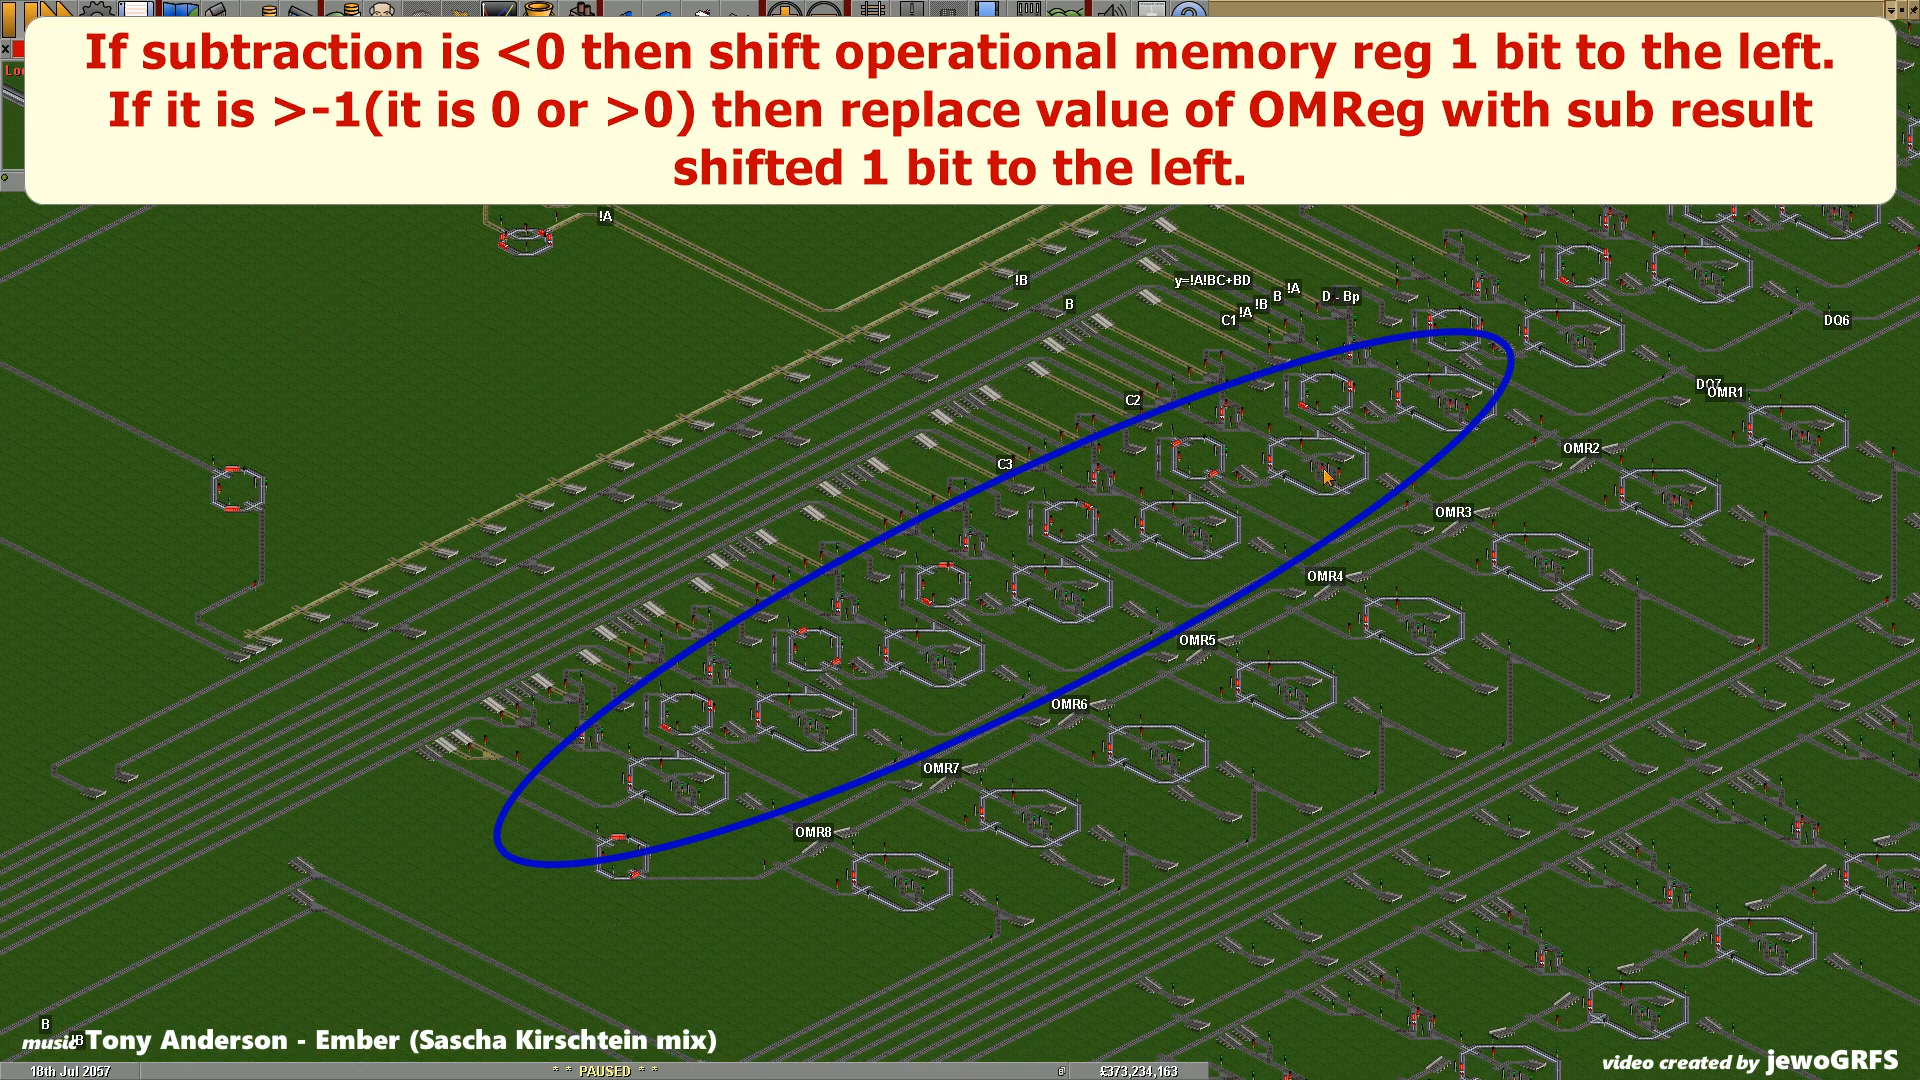 If subtraction is <0 then shift operational memory reg 1 bit to the left.
If it is >-1(it is 0 or >0) then replace value of OMReg with sub result
shifted 1 bit to the left.
!A
!B
B
y=!A!BC+BD
!A
B
!B
!A
C1
D - Bp
DQ6
DQ7
OMR1
C2
OMR2
C3
OMR3
OMR4
OMR5
OMR6
OMR7
OMR8
B
!B
music Tony Anderson - Ember (Sascha Kirschtein mix)
video created by jewoGRFS
18th Jul 2057
* * PAUSED * *
£373,234,163